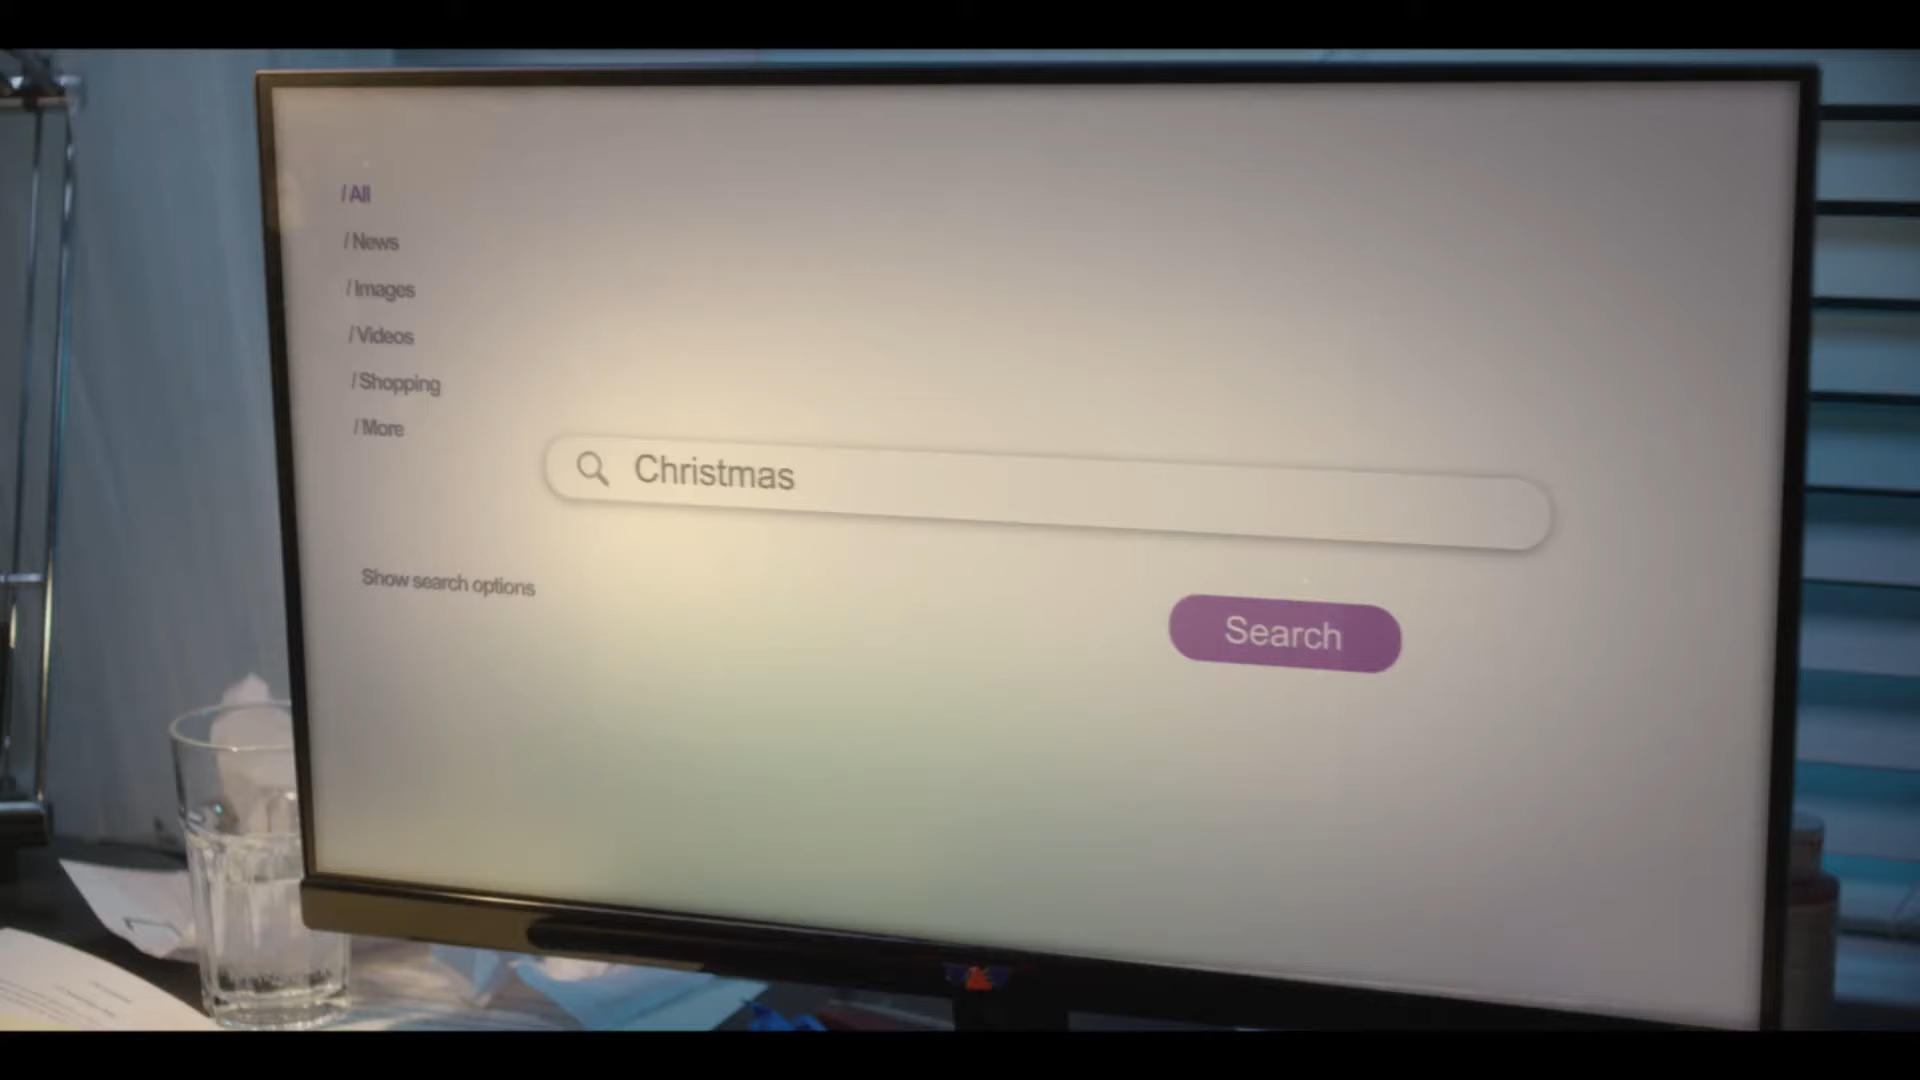 / All
/ News
/ Images
/ Videos
/ Shopping
/ More
Christmas
Show search options
Search